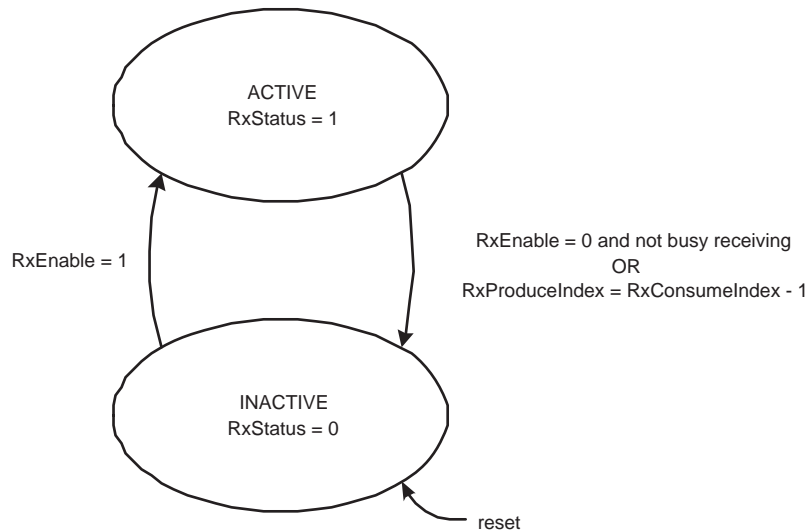 ACTIVE
RxStatus = 1
RxEnable = 1
RxEnable = 0 and not busy receiving
OR
RxProduceIndex = RxConsumeIndex - 1
INACTIVE
RxStatus = 0
reset